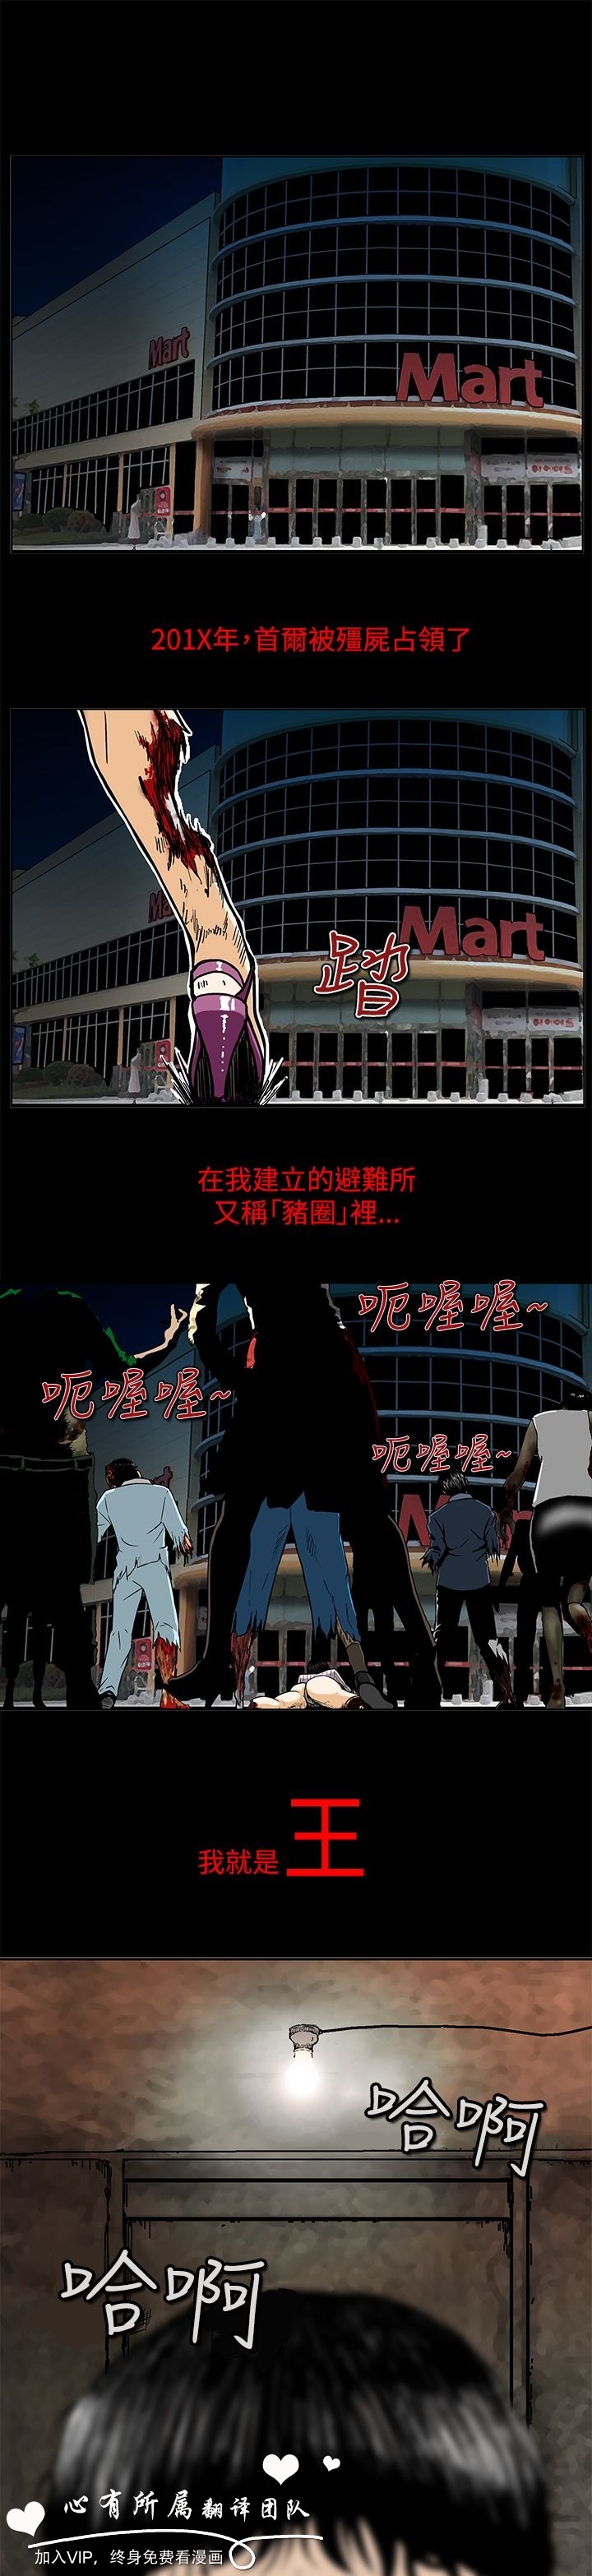 Mart
Mart
201X年,首爾被殭屍占領了
Mart
踏
在我建立的避難所
又稱「豬圈」裡...
呃喔喔~
呃喔喔~
呃喔喔~
我就是王
哈啊
哈啊
心有所属翻译团队
加入VIP，终身免费看漫画